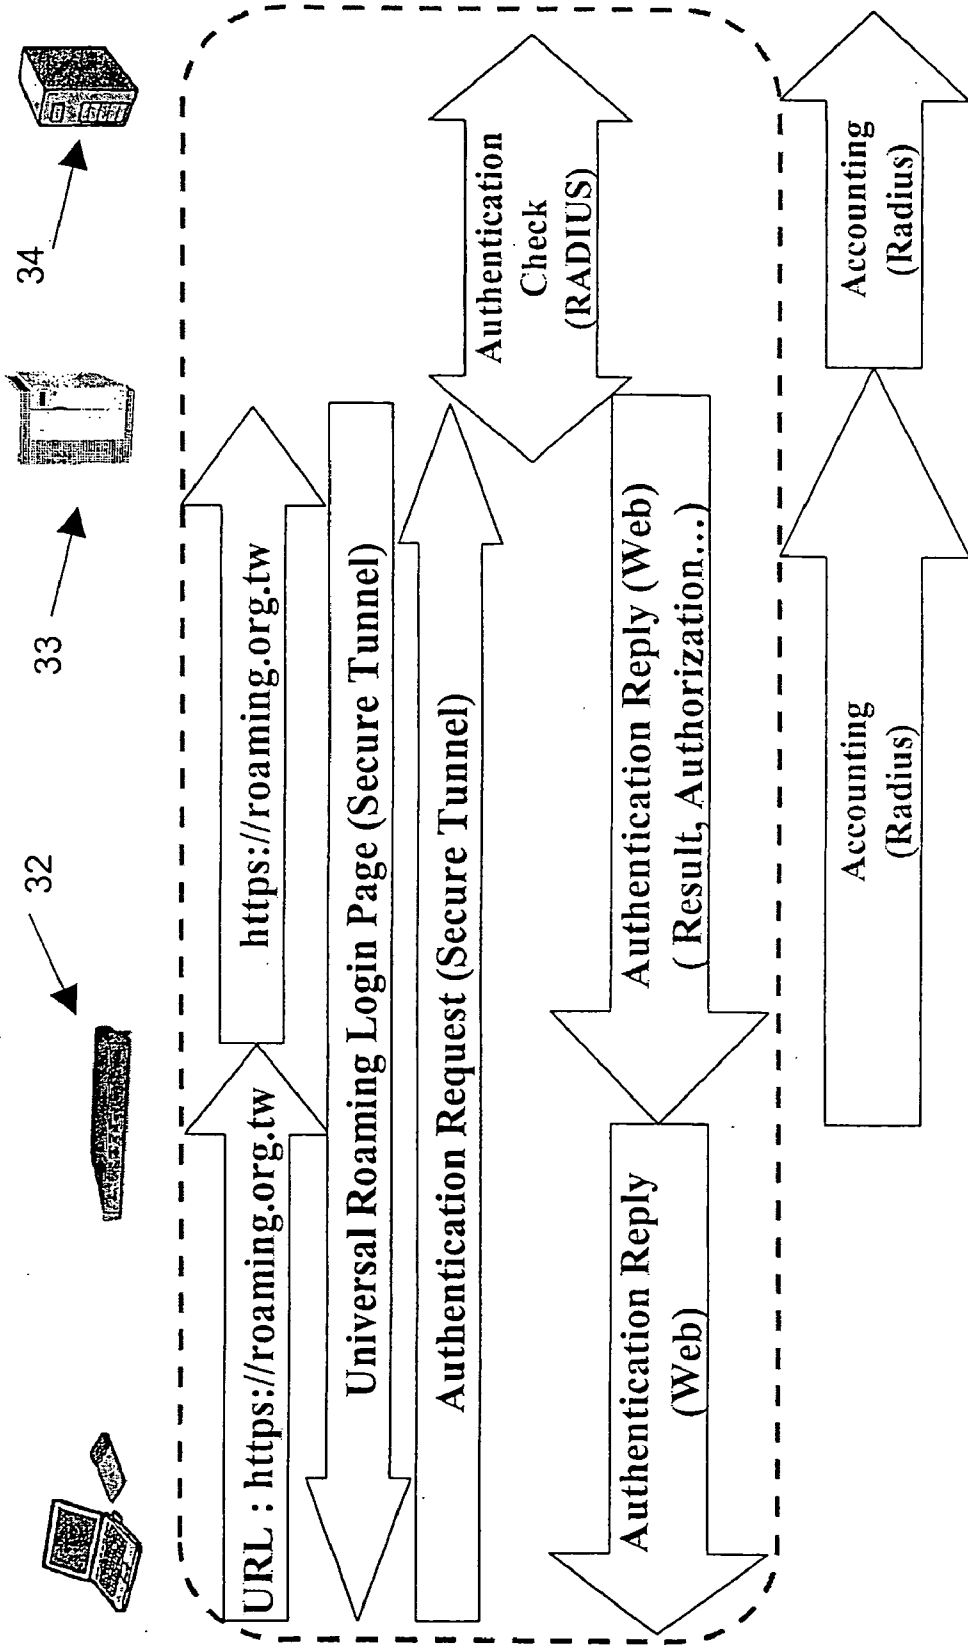 32
33
34
URL : https://roaming.org.tw
https://roaming.org.tw
Universal Roaming Login Page (Secure Tunnel)
Authentication Request (Secure Tunnel)
Authentication
Check
(RADIUS)
Authentication Reply
(Web)
Authentication Reply (Web)
( Result, Authorization...)
Accounting
(Radius)
Accounting
(Radius)